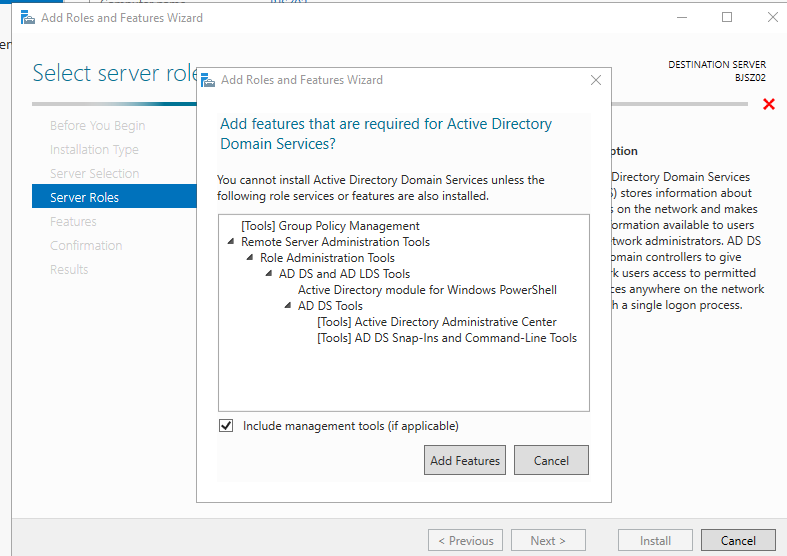 Add Roles and Features Wizard
Select server role
DESTINATION SERVER
BJSZ02
Before You Begin
Installation Type
Server Selection
Server Roles
Features
Confirmation
Results
Add Roles and Features Wizard
Add features that are required for Active Directory
Domain Services?
You cannot install Active Directory Domain Services unless the
following role services or features are also installed.
[Tools] Group Policy Management
Remote Server Administration Tools
Role Administration Tools
AD DS and AD LDS Tools
Active Directory module for Windows PowerShell
AD DS Tools
[Tools] Active Directory Administrative Center
[Tools] AD DS Snap-Ins and Command-Line Tools
Include management tools (if applicable)
Add Features
Cancel
ption
Directory Domain Services
) stores information about
s on the network and makes
ormation available to users
twork administrators. AD DS
omain controllers to give
k users access to permitted
ces anywhere on the network
h a single logon process.
< Previous
Next >
Install
Cancel